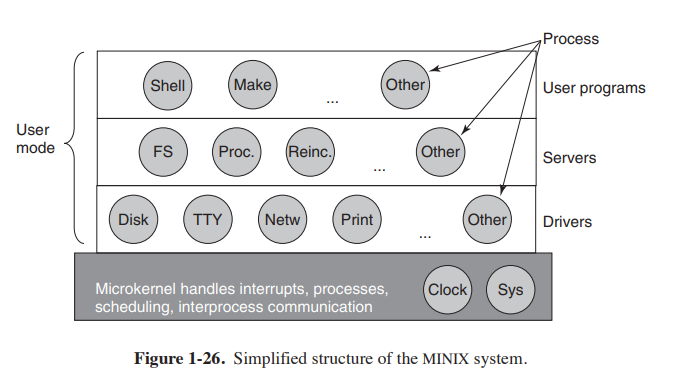 Process
Shell
Make
...
Other
User programs
User
mode
FS
Proc.
Reinc.
...
Other
Servers
Disk
TTY
Netw
Print
...
Other
Drivers
Microkernel handles interrupts, processes,
scheduling, interprocess communication
Clock
Sys
Figure 1-26. Simplified structure of the MINIX system.